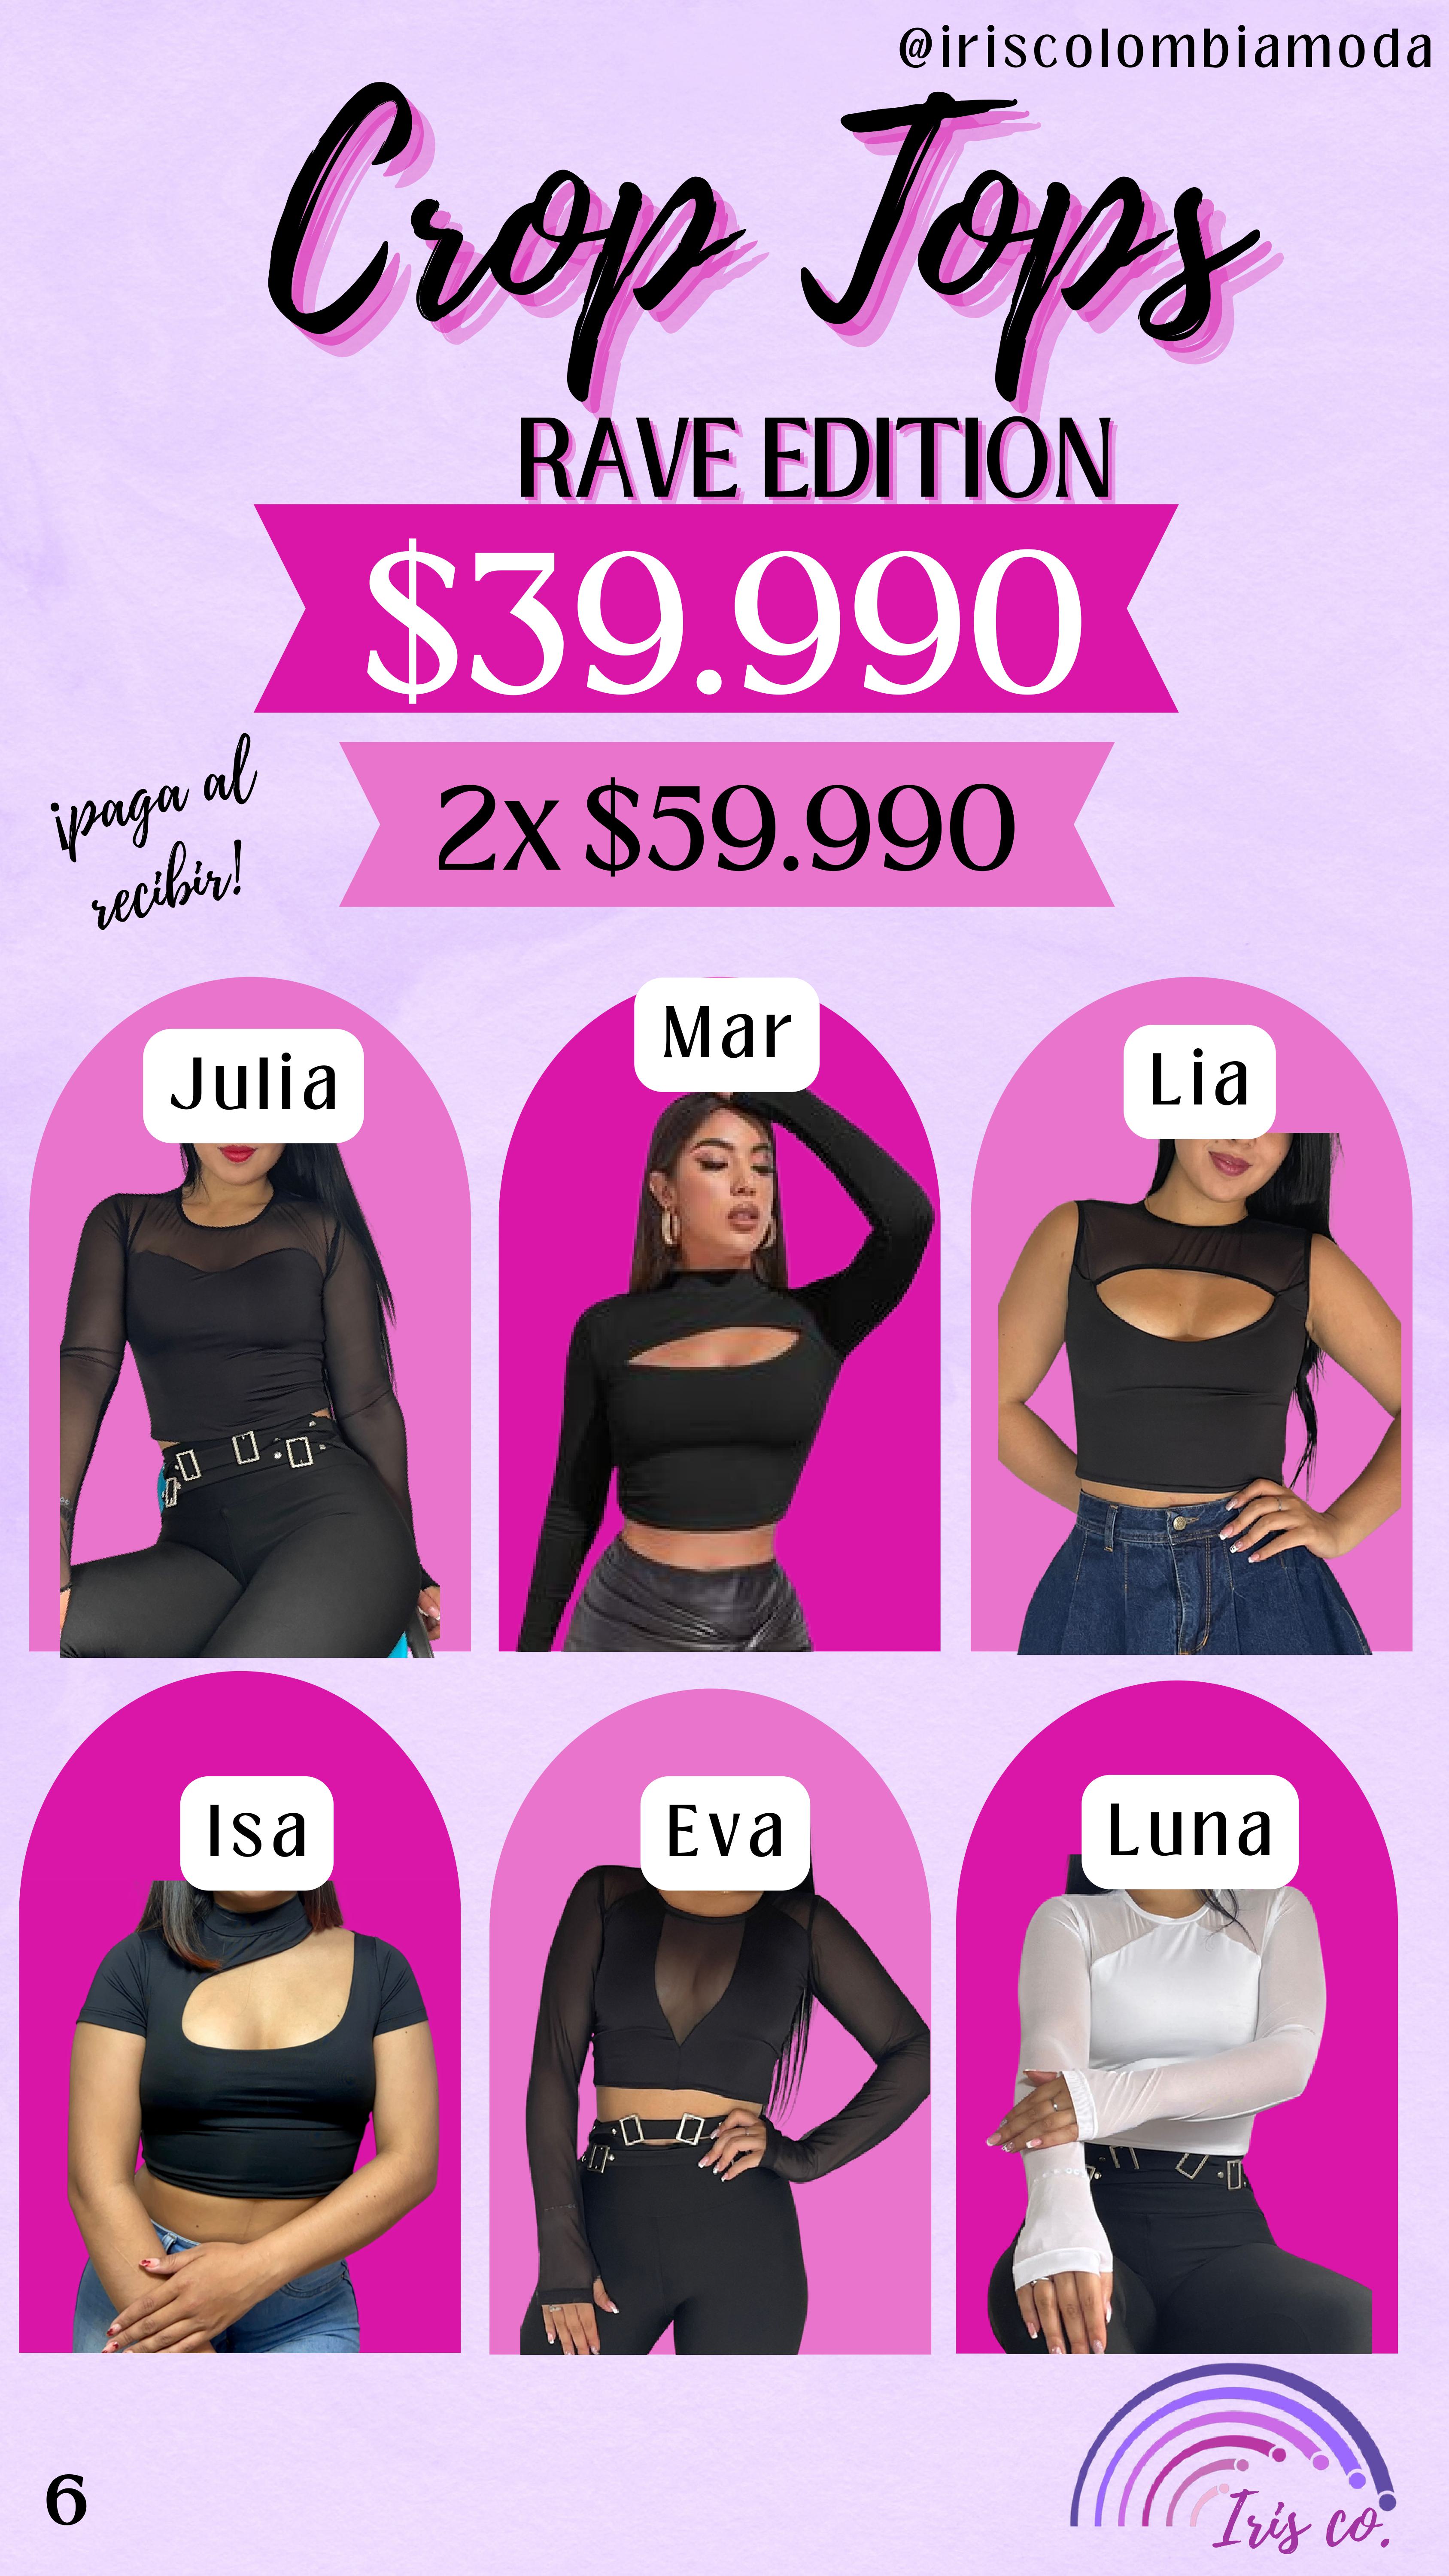 @iriscolombiamoda
Crop Tops
RAVE EDITION
$39.990
2x $59.990
¡paga al
recibir!
Julia
Mar
Lia
Isa
Eva
Luna
6
Iris co.